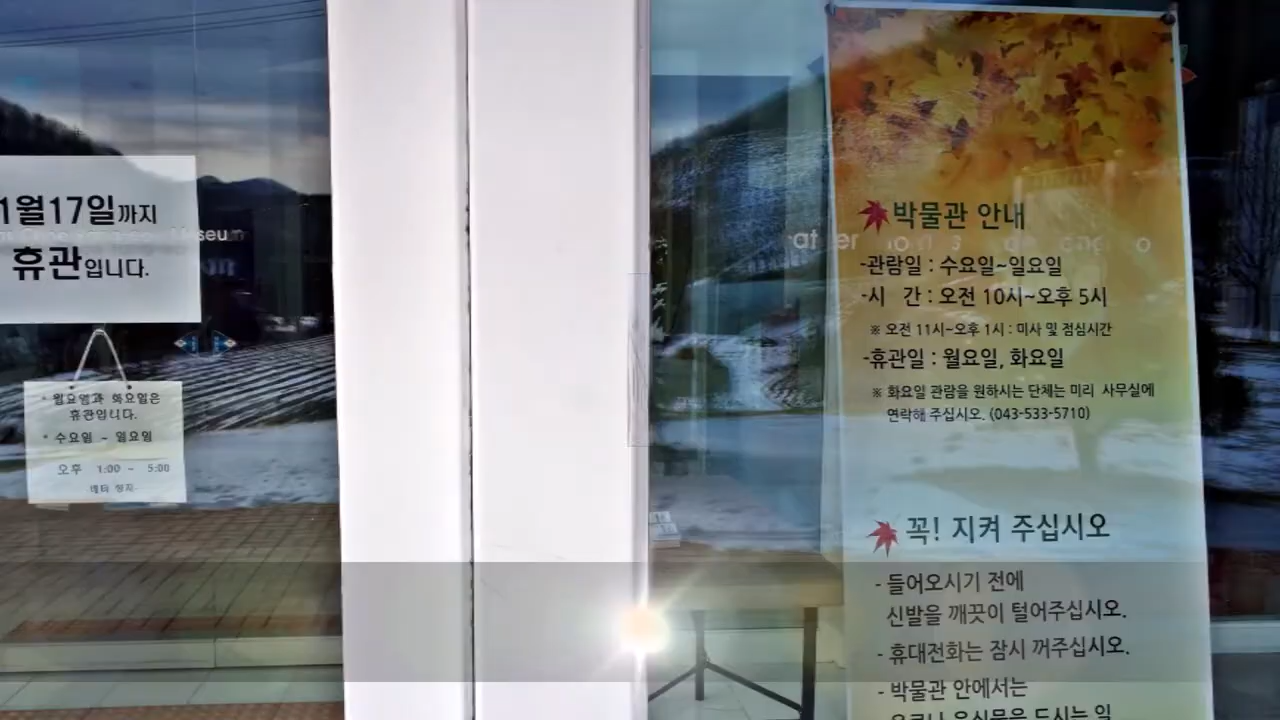 1월17일까지
휴관입니다.
seum
* 월요일과 화요일은
휴관입니다.
* 수요일 ~ 일요일
오후 1:00 ~ 5:00
박물관 안내
-관람일 : 수요일~일요일
-시 간 : 오전 10시~오후 5시
※ 오전 11시~오후 1시 : 미사 및 점심시간
-휴관일 : 월요일, 화요일
※ 화요일 관람을 원하시는 단체는 미리 사무실에
연락해 주십시오. (043-533-5710)
꼭! 지켜 주십시오
- 들어오시기 전에
신발을 깨끗이 털어주십시오.
- 휴대전화는 잠시 꺼주십시오.
- 박물관 안에서는